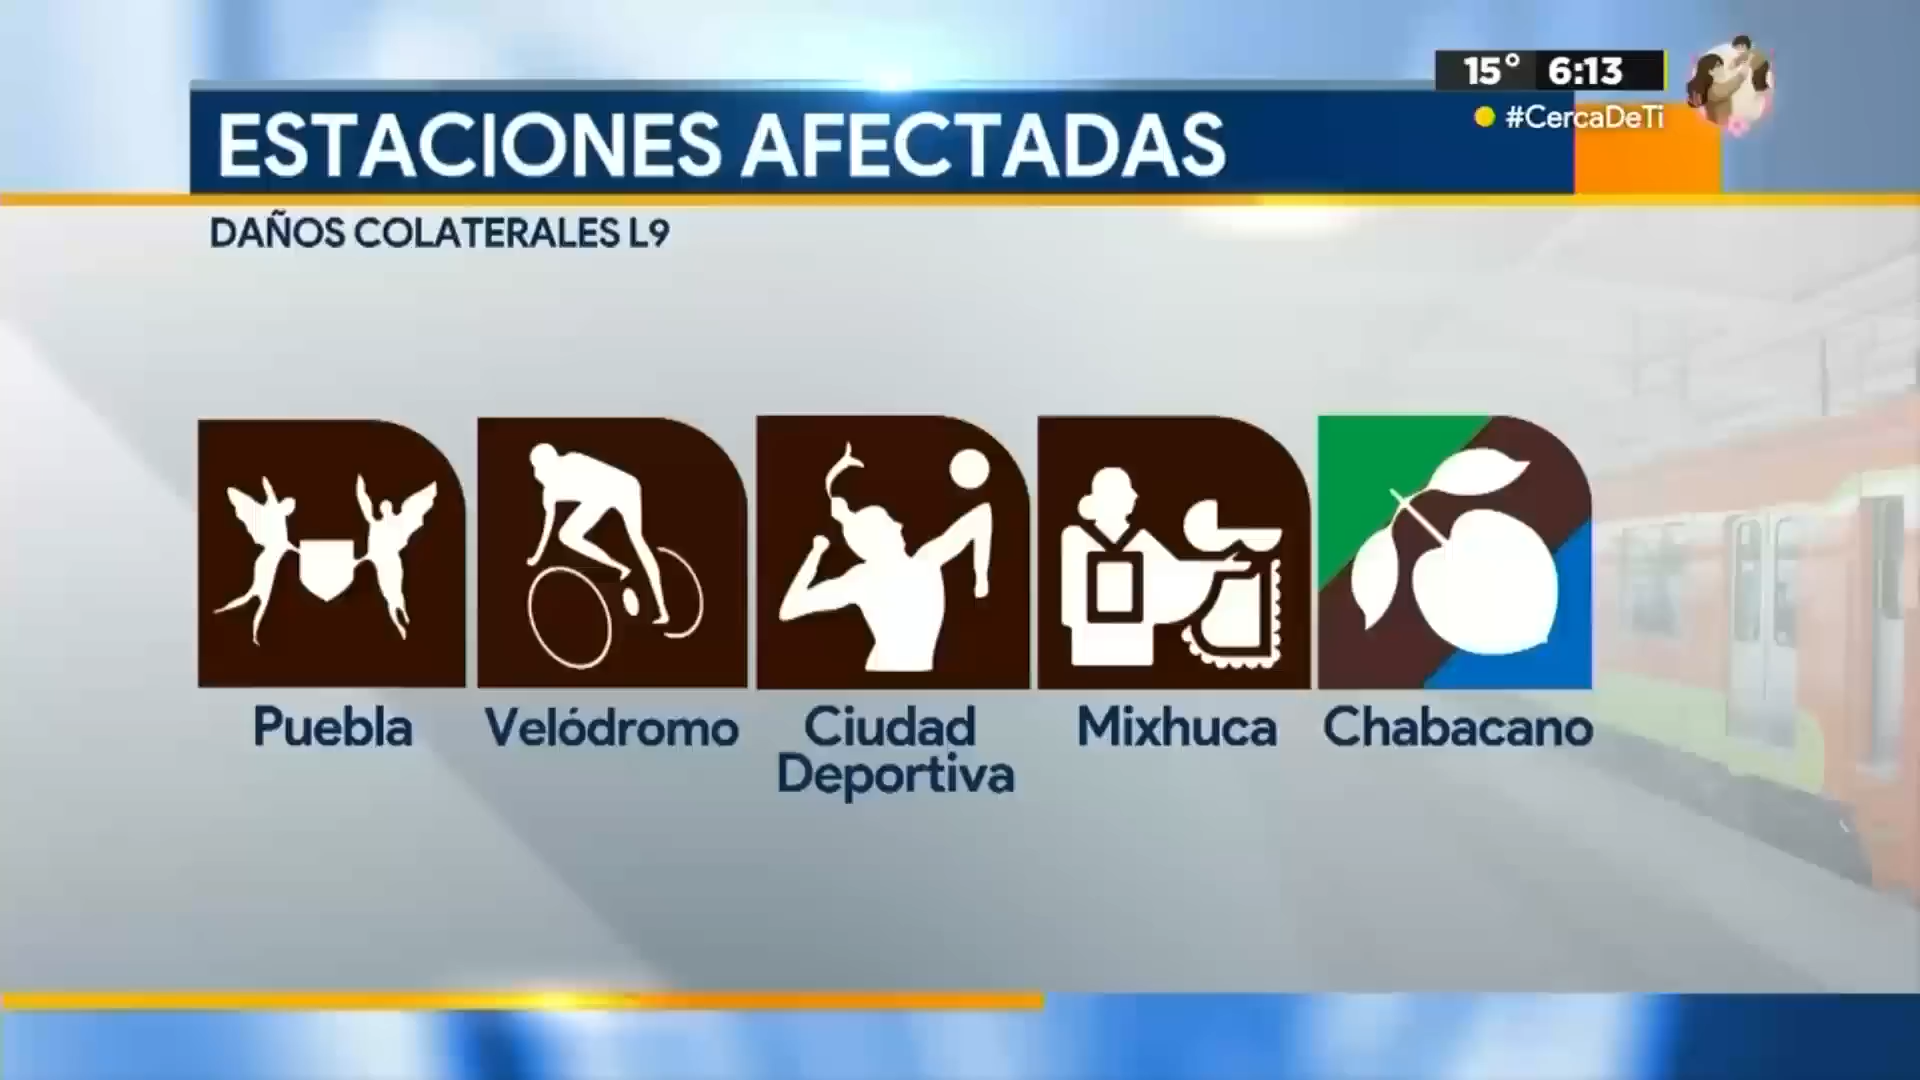 15° 6:13
#CercaDeTi
ESTACIONES AFECTADAS
DAÑOS COLATERALES L9
Puebla
Velódromo
Ciudad
Deportiva
Mixhuca
Chabacano